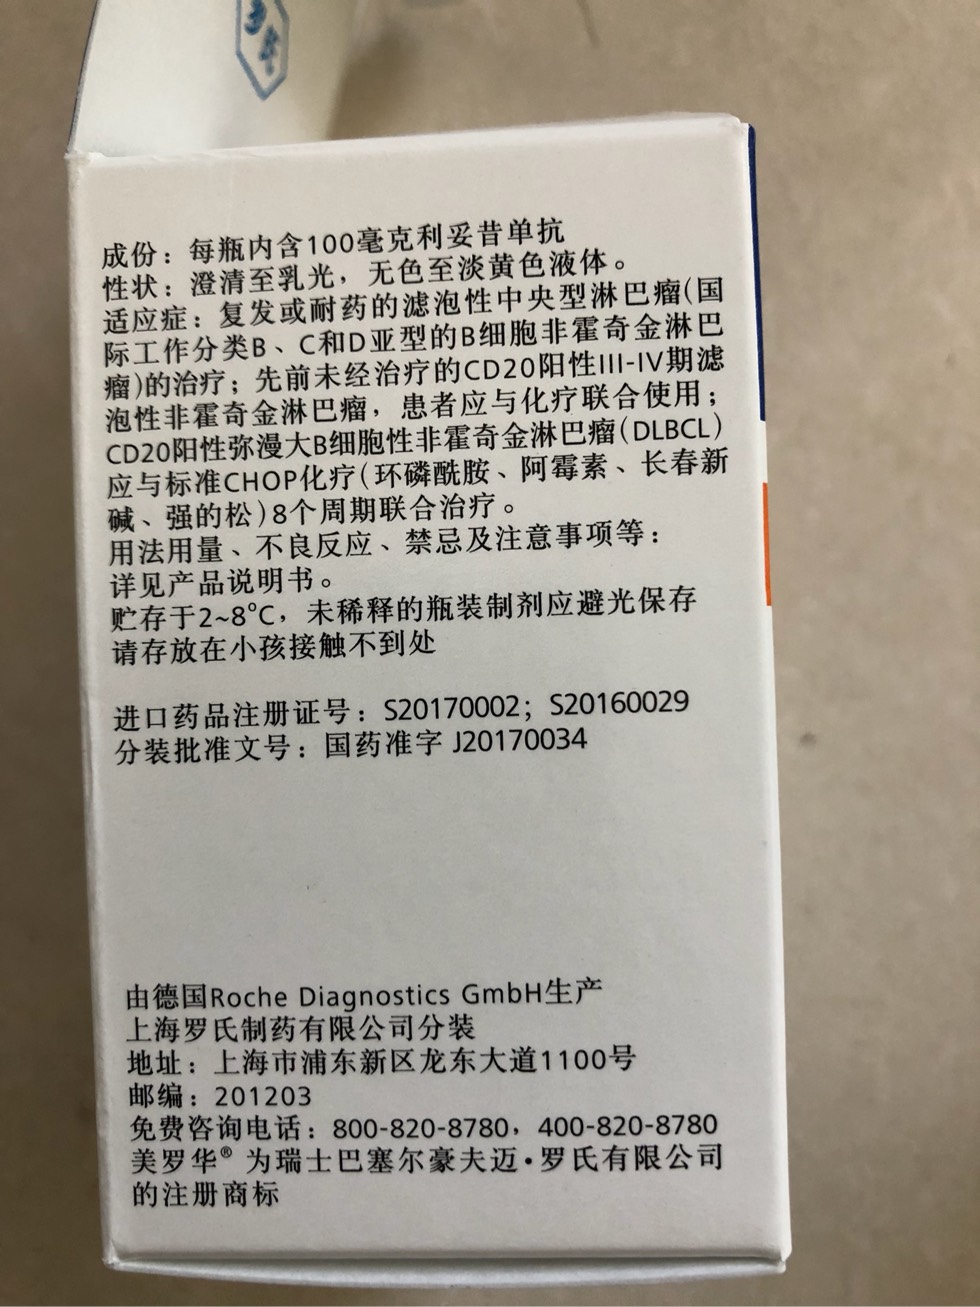 成份：每瓶内含100毫克利妥昔单抗
性状：澄清至乳光，无色至淡黄色液体。
适应症：复发或耐药的滤泡性中央型淋巴瘤(国
际工作分类B、C和D亚型的B细胞非霍奇金淋巴
瘤)的治疗；先前未经治疗的CD20阳性III-IV期滤
泡性非霍奇金淋巴瘤，患者应与化疗联合使用；
CD20阳性弥漫大B细胞性非霍奇金淋巴瘤(DLBCL)
应与标准CHOP化疗(环磷酰胺、阿霉素、长春新
碱、强的松)8个周期联合治疗。
用法用量、不良反应、禁忌及注意事项等：
详见产品说明书。
贮存于2~8℃，未稀释的瓶装制剂应避光保存
请存放在小孩接触不到处
进口药品注册证号：S20170002；S20160029
分装批准文号：国药准字 J20170034
由德国Roche Diagnostics GmbH生产
上海罗氏制药有限公司分装
地址：上海市浦东新区龙东大道1100号
邮编：201203
免费咨询电话：800-820-8780，400-820-8780
美罗华® 为瑞士巴塞尔豪夫迈·罗氏有限公司
的注册商标